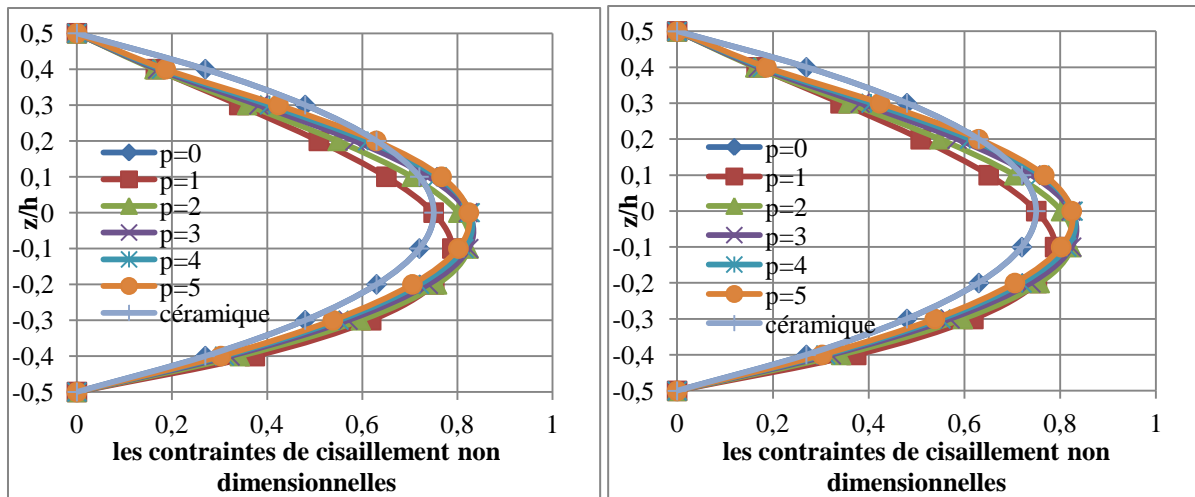 0,5
0,4
0,3
0,2
0,1
0
-0,1
-0,2
-0,3
-0,4
-0,5
z/h
p=0
p=1
p=2
p=3
p=4
p=5
céramique
0 0,2 0,4 0,6 0,8 1
les contraintes de cisaillement non
dimensionnelles
0,5
0,4
0,3
0,2
0,1
0
-0,1
-0,2
-0,3
-0,4
-0,5
z/h
p=0
p=1
p=2
p=3
p=4
p=5
céramique
0 0,2 0,4 0,6 0,8 1
les contraintes de cisaillement non
dimensionnelles